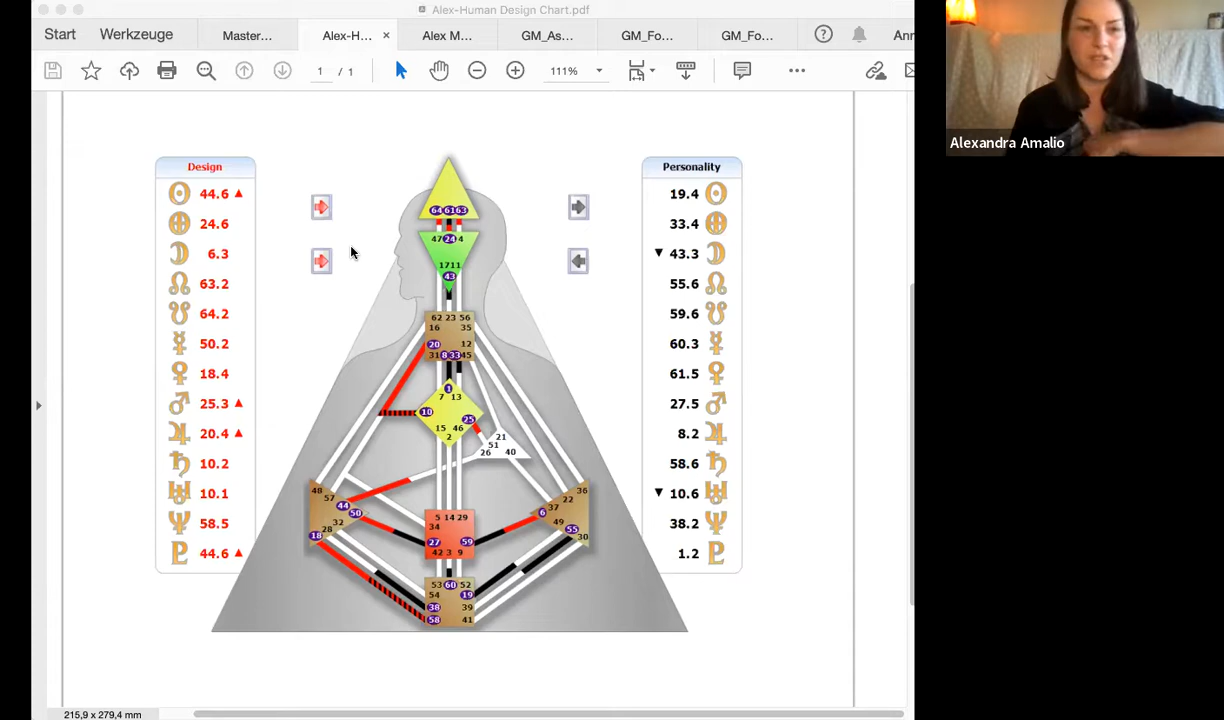 Alex-Human Design Chart.pdf
Start Werkzeuge Master... Alex-H... × Alex M... GM_As... GM_Fo... GM_Fo... ? Anr
1 / 1 111%
Alexandra Amalio
Design Personality
44.6 ▲ 19.4
24.6 33.4
6.3 ▼ 43.3
63.2 55.6
64.2 59.6
50.2 60.3
18.4 61.5
25.3 ▲ 27.5
20.4 ▲ 8.2
10.2 58.6
10.1 ▼ 10.6
58.5 38.2
44.6 ▲ 1.2
64 61 63
47 24 4
17 11
43
62 23 56
16 35
20 12
31 8 33 45
1
7 13
10 25
15 46
2
21
51
26 40
48
57
44
50
32
28
18
36
22
37
6
49
55
30
5 14 29
34
27 59
42 3 9
53 60 52
54 19
38 39
58 41
215,9 x 279,4 mm